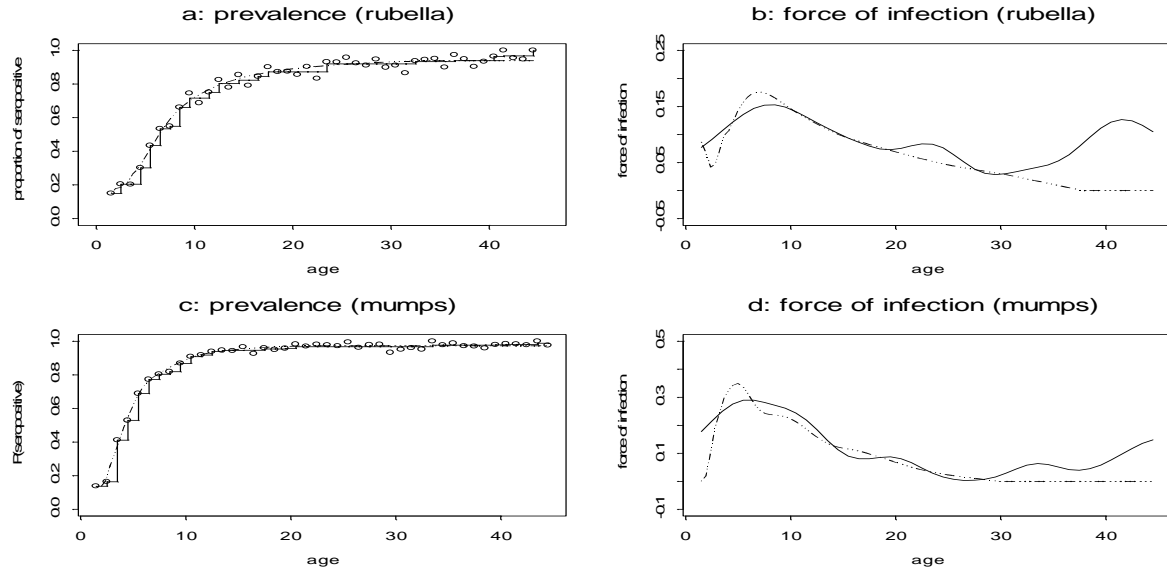 a: prevalence (rubella)
proportion of seropositive
0.0 0.2 0.4 0.6 0.8 1.0
0 10 20 30 40
age
b: force of infection (rubella)
force of infection
-0.05 0.05 0.15 0.25
0 10 20 30 40
age
c: prevalence (mumps)
P(seropositive)
0.0 0.2 0.4 0.6 0.8 1.0
0 10 20 30 40
age
d: force of infection (mumps)
force of infection
-0.1 0.1 0.3 0.5
0 10 20 30 40
age